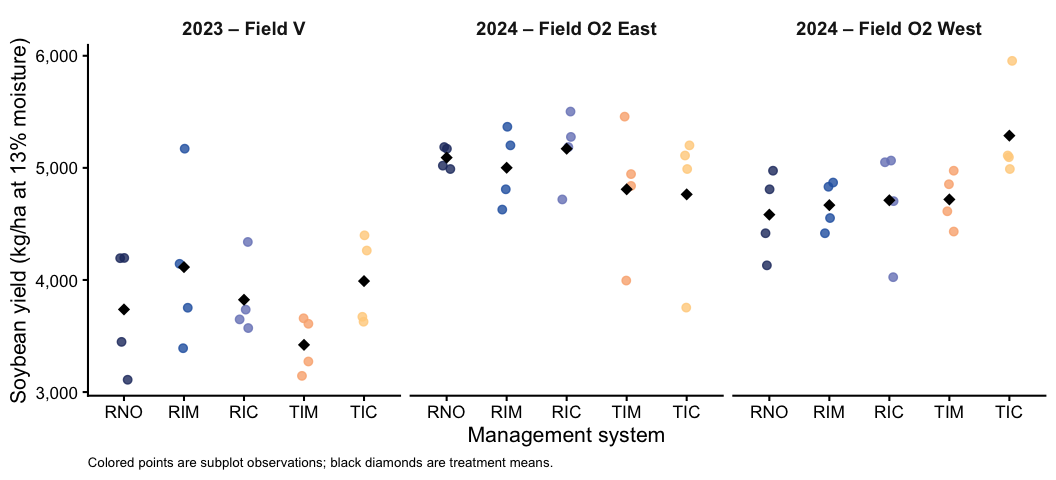 2023 – Field V
2024 – Field O2 East
2024 – Field O2 West
Soybean yield (kg/ha at 13% moisture)
6,000
5,000
4,000
3,000
RNO RIM RIC TIM TIC
RNO RIM RIC TIM TIC
RNO RIM RIC TIM TIC
Management system
Colored points are subplot observations; black diamonds are treatment means.